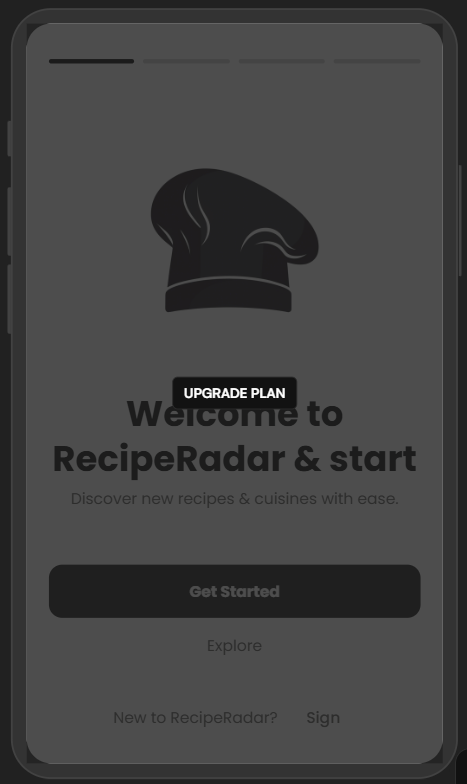 UPGRADE PLAN
Welcome to
RecipeRadar & start
Discover new recipes & cuisines with ease.
Get Started
Explore
New to RecipeRadar? Sign